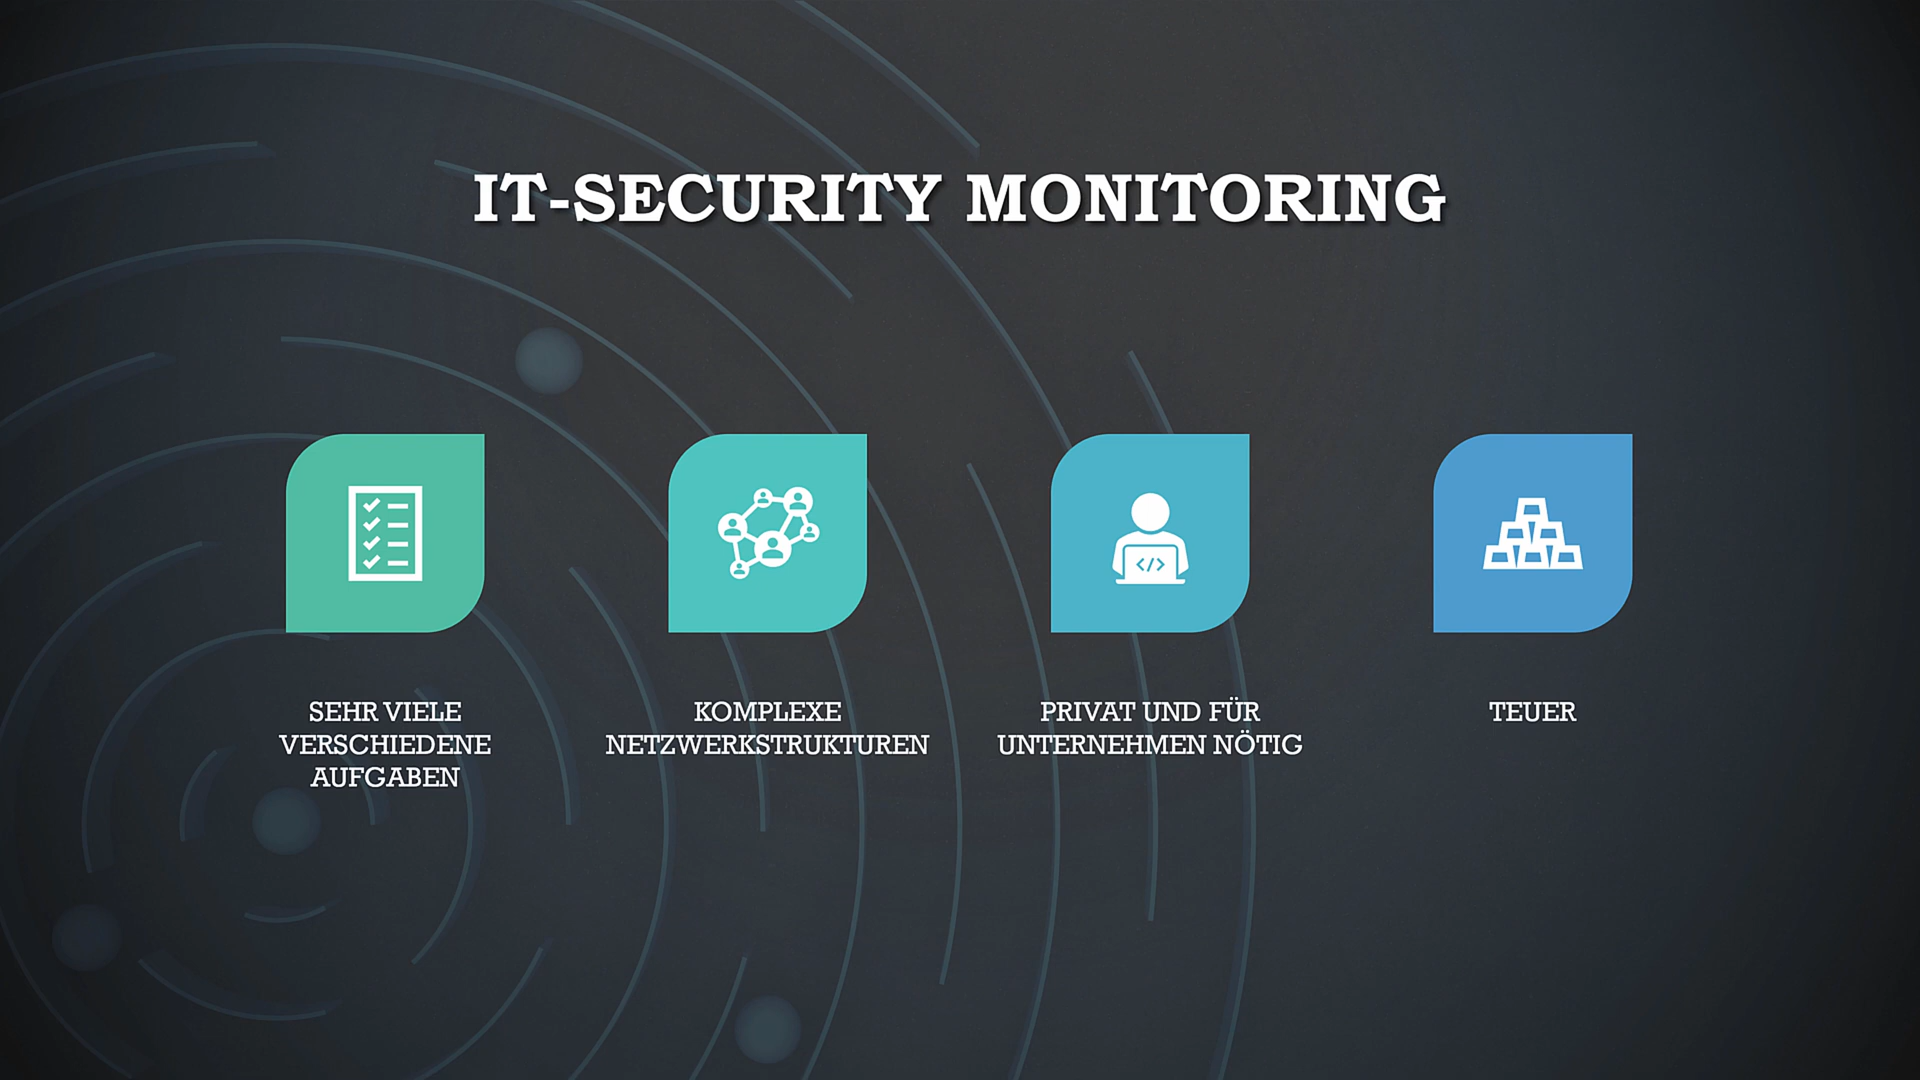 IT-SECURITY MONITORING
SEHR VIELE
VERSCHIEDENE
AUFGABEN
KOMPLEXE
NETZWERKSTRUKTUREN
PRIVAT UND FÜR
UNTERNEHMEN NÖTIG
TEUER